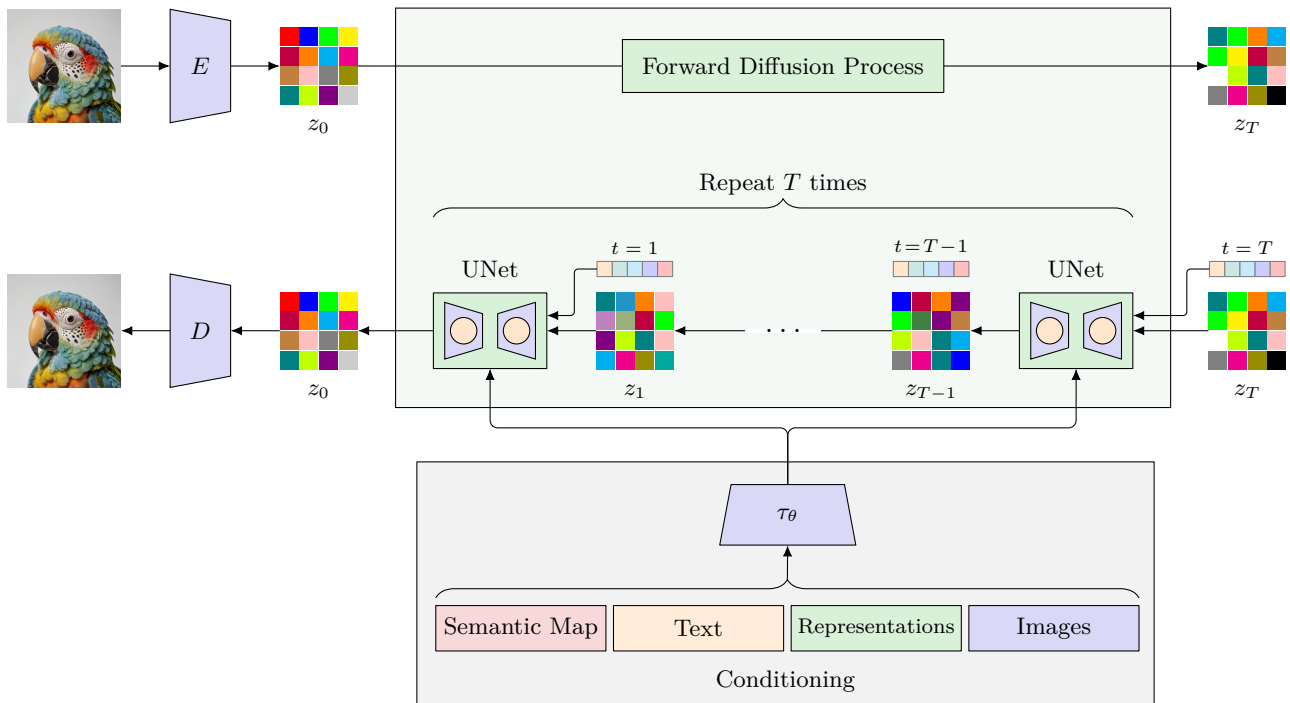 E
Forward Diffusion Process
z_0
z_T
Repeat T times
t = 1
t = T − 1
t = T
UNet
UNet
D
· · ·
z_0
z_1
z_{T−1}
z_T
τ_θ
Semantic Map
Text
Representations
Images
Conditioning